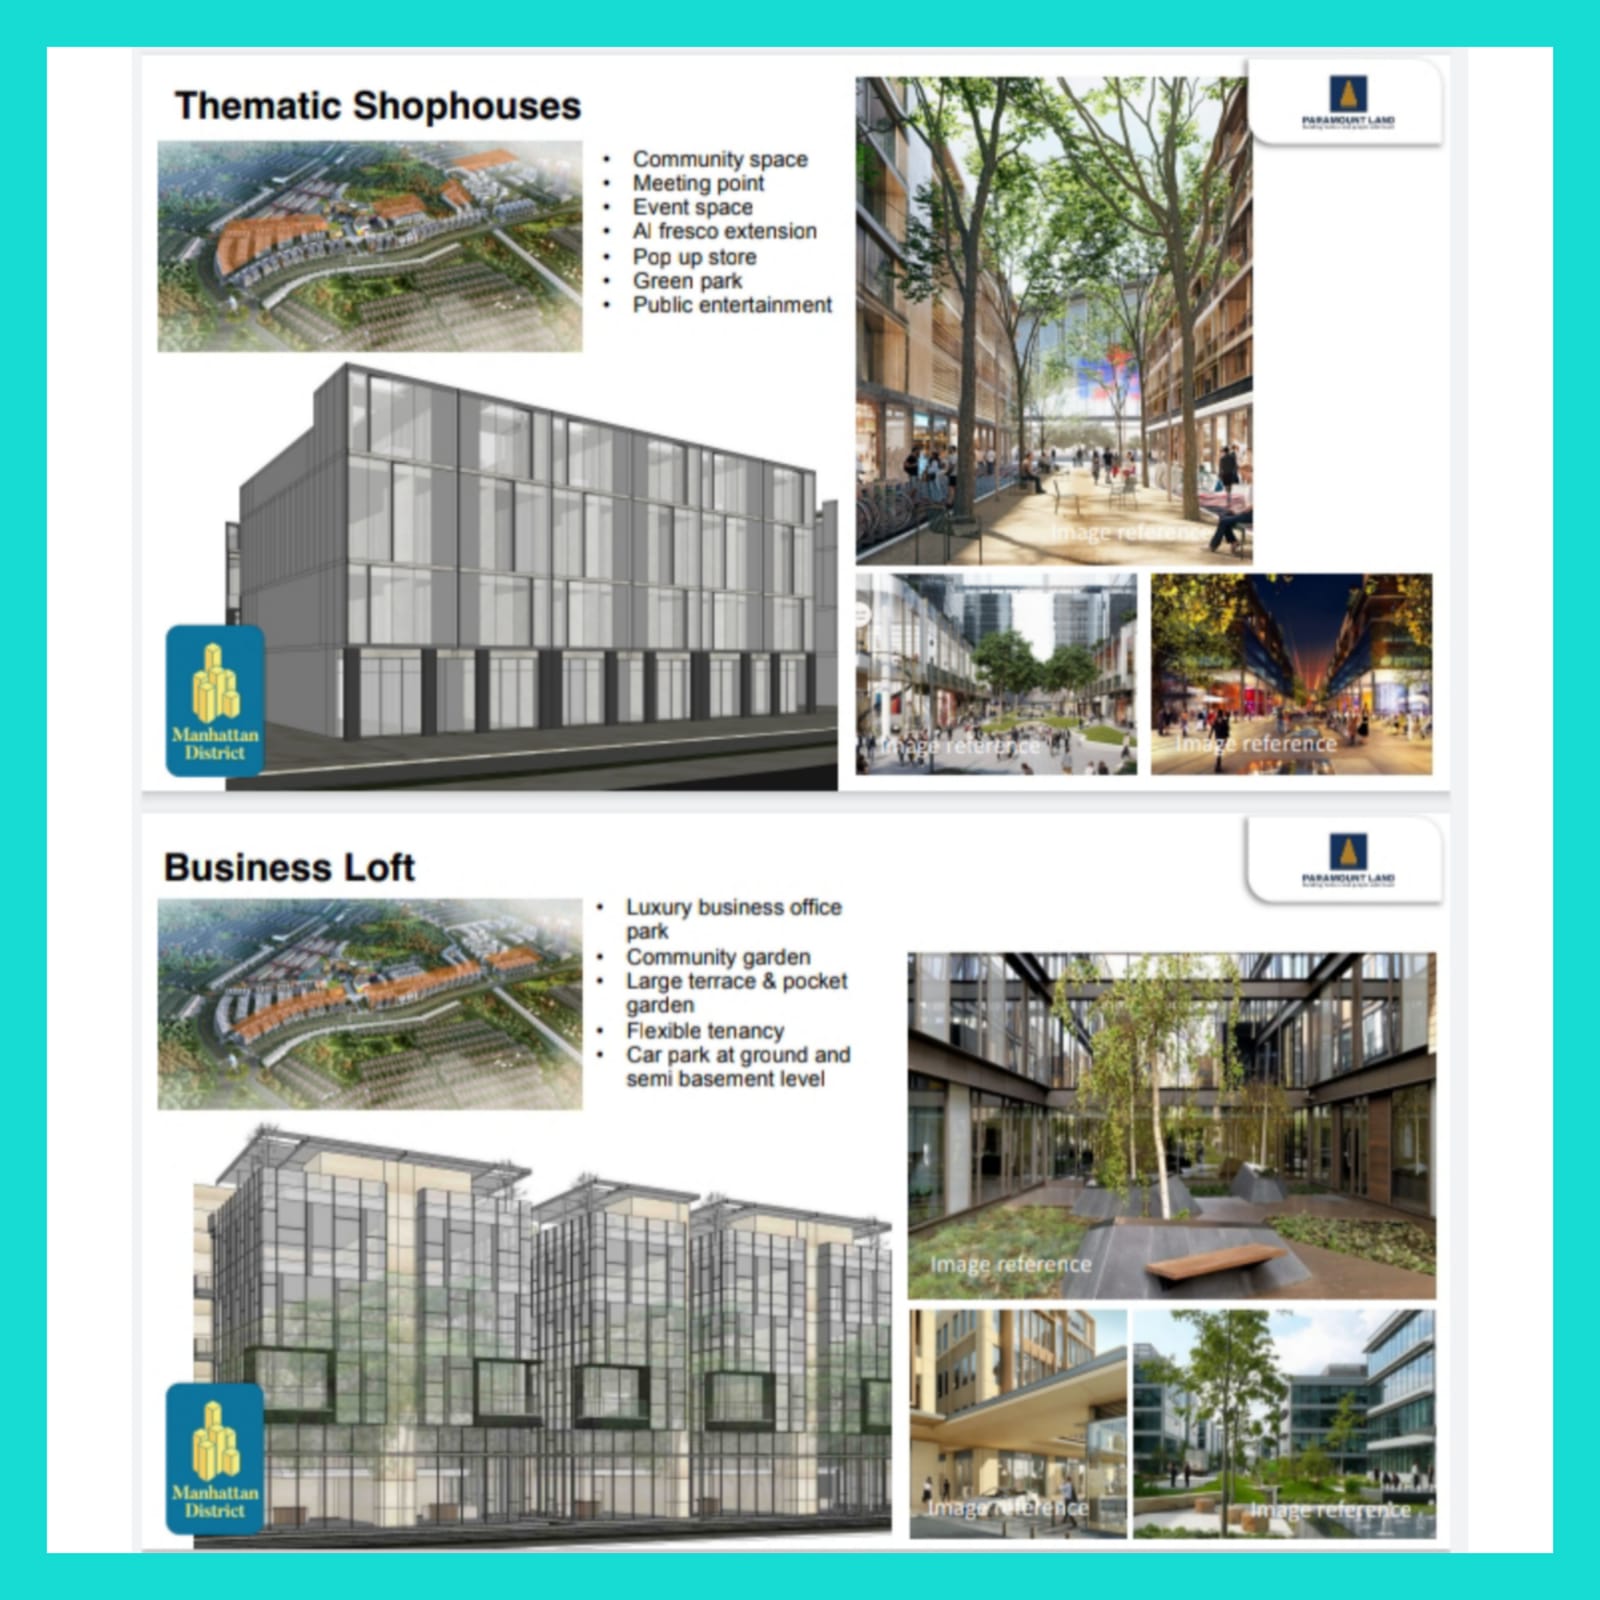 Thematic Shophouses
PARAMOUNT LAND
• Community space
• Meeting point
• Event space
• Al fresco extension
• Pop up store
• Green park
• Public entertainment
Image reference
Image reference
Image reference
Manhattan
District
Business Loft
PARAMOUNT LAND
• Luxury business office
park
• Community garden
• Large terrace & pocket
garden
• Flexible tenancy
• Car park at ground and
semi basement level
Image reference
Image reference
Image reference
Manhattan
District